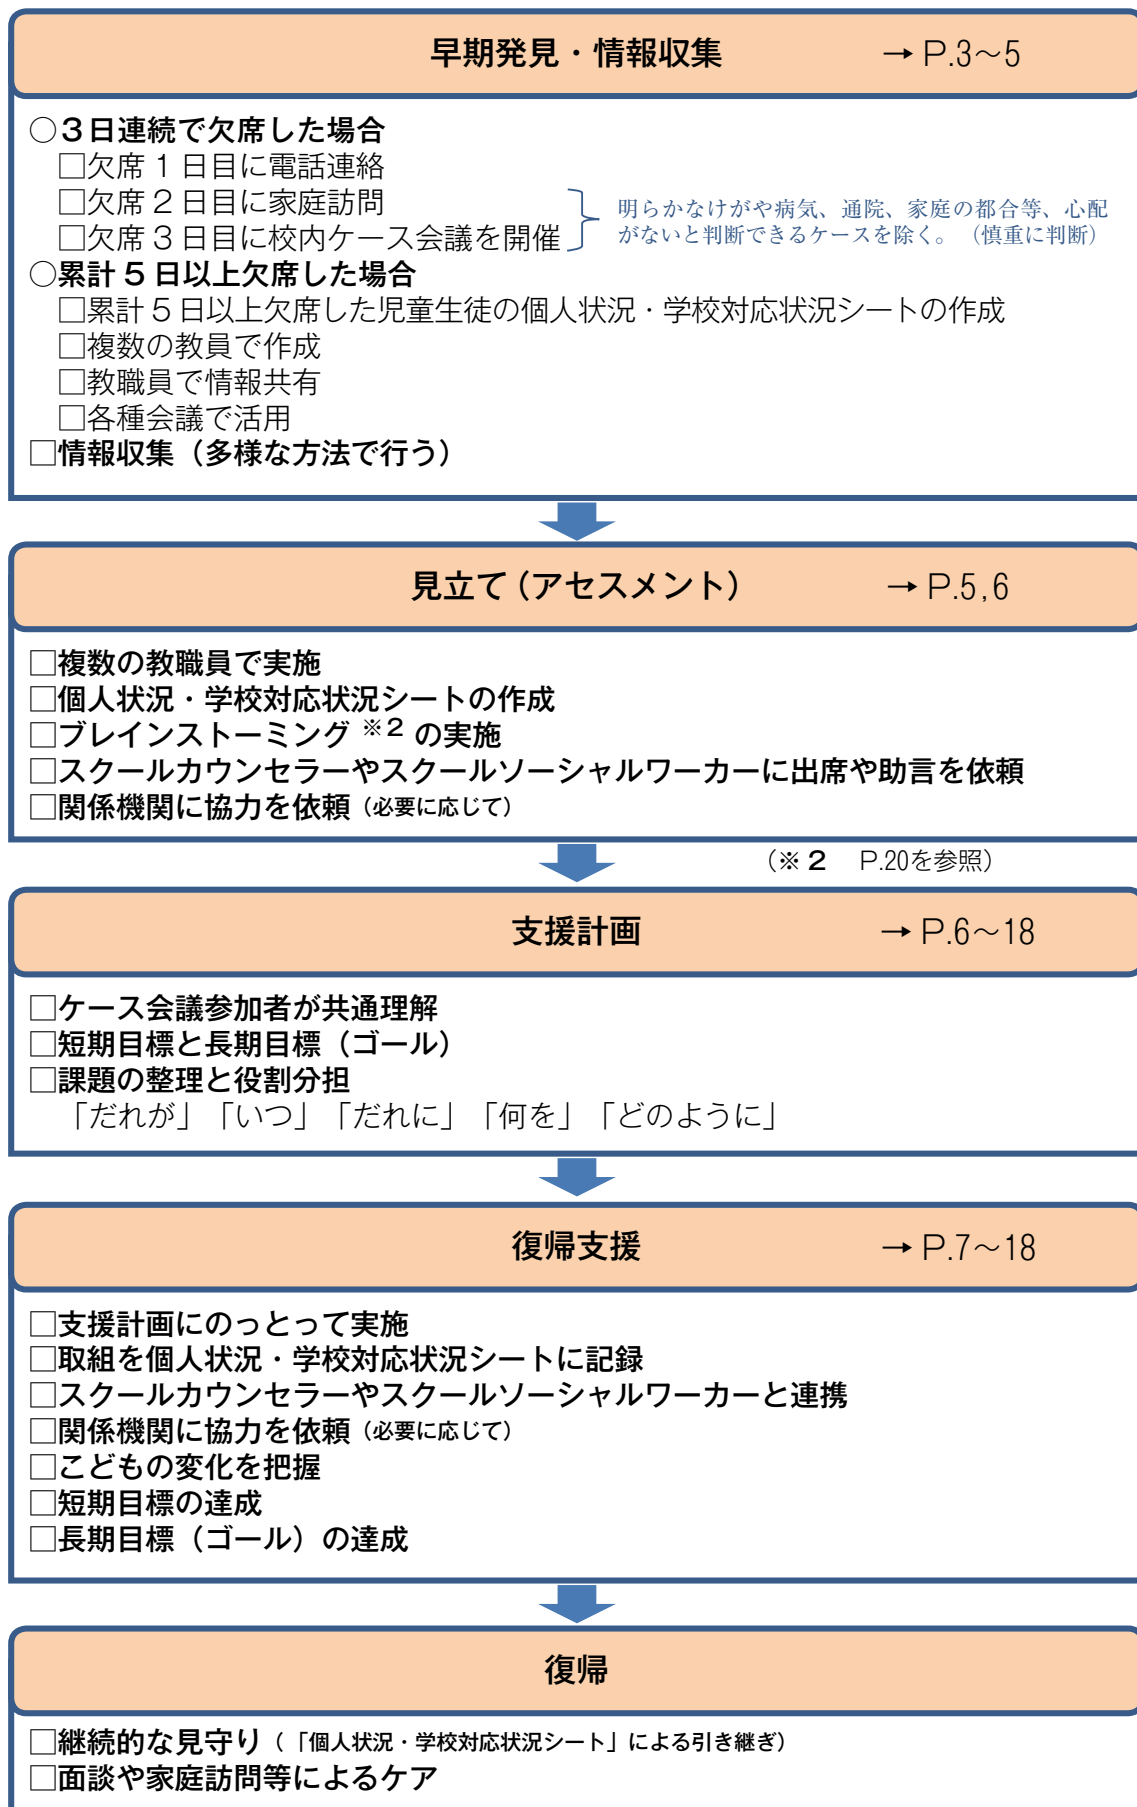 早期発見・情報収集 → P.3～5
○３日連続で欠席した場合
□欠席１日目に電話連絡
□欠席２日目に家庭訪問
□欠席３日目に校内ケース会議を開催
明らかなけがや病気、通院、家庭の都合等、心配
がないと判断できるケースを除く。（慎重に判断）
○累計５日以上欠席した場合
□累計５日以上欠席した児童生徒の個人状況・学校対応状況シートの作成
□複数の教員で作成
□教職員で情報共有
□各種会議で活用
□情報収集（多様な方法で行う）
見立て（アセスメント） → P.5,6
□複数の教職員で実施
□個人状況・学校対応状況シートの作成
□ブレインストーミング※２の実施
□スクールカウンセラーやスクールソーシャルワーカーに出席や助言を依頼
□関係機関に協力を依頼（必要に応じて）
（※２ P.20を参照）
支援計画 → P.6～18
□ケース会議参加者が共通理解
□短期目標と長期目標（ゴール）
□課題の整理と役割分担
「だれが」「いつ」「だれに」「何を」「どのように」
復帰支援 → P.7～18
□支援計画にのっとって実施
□取組を個人状況・学校対応状況シートに記録
□スクールカウンセラーやスクールソーシャルワーカーと連携
□関係機関に協力を依頼（必要に応じて）
□こどもの変化を把握
□短期目標の達成
□長期目標（ゴール）の達成
復帰
□継続的な見守り（「個人状況・学校対応状況シート」による引き継ぎ）
□面談や家庭訪問等によるケア